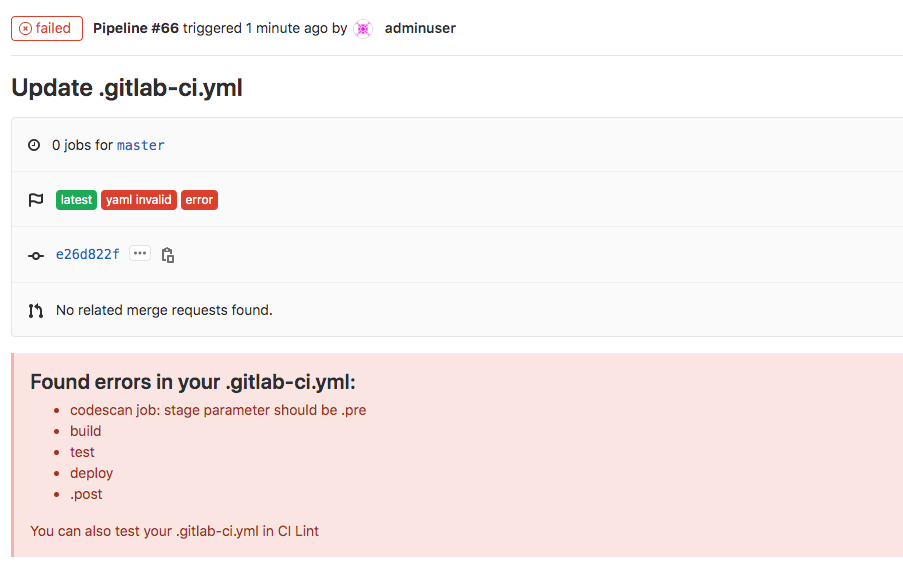 failed Pipeline #66 triggered 1 minute ago by adminuser
Update .gitlab-ci.yml
0 jobs for master
latest yaml invalid error
e26d822f ...
No related merge requests found.
Found errors in your .gitlab-ci.yml:
• codescan job: stage parameter should be .pre
• build
• test
• deploy
• .post
You can also test your .gitlab-ci.yml in CI Lint